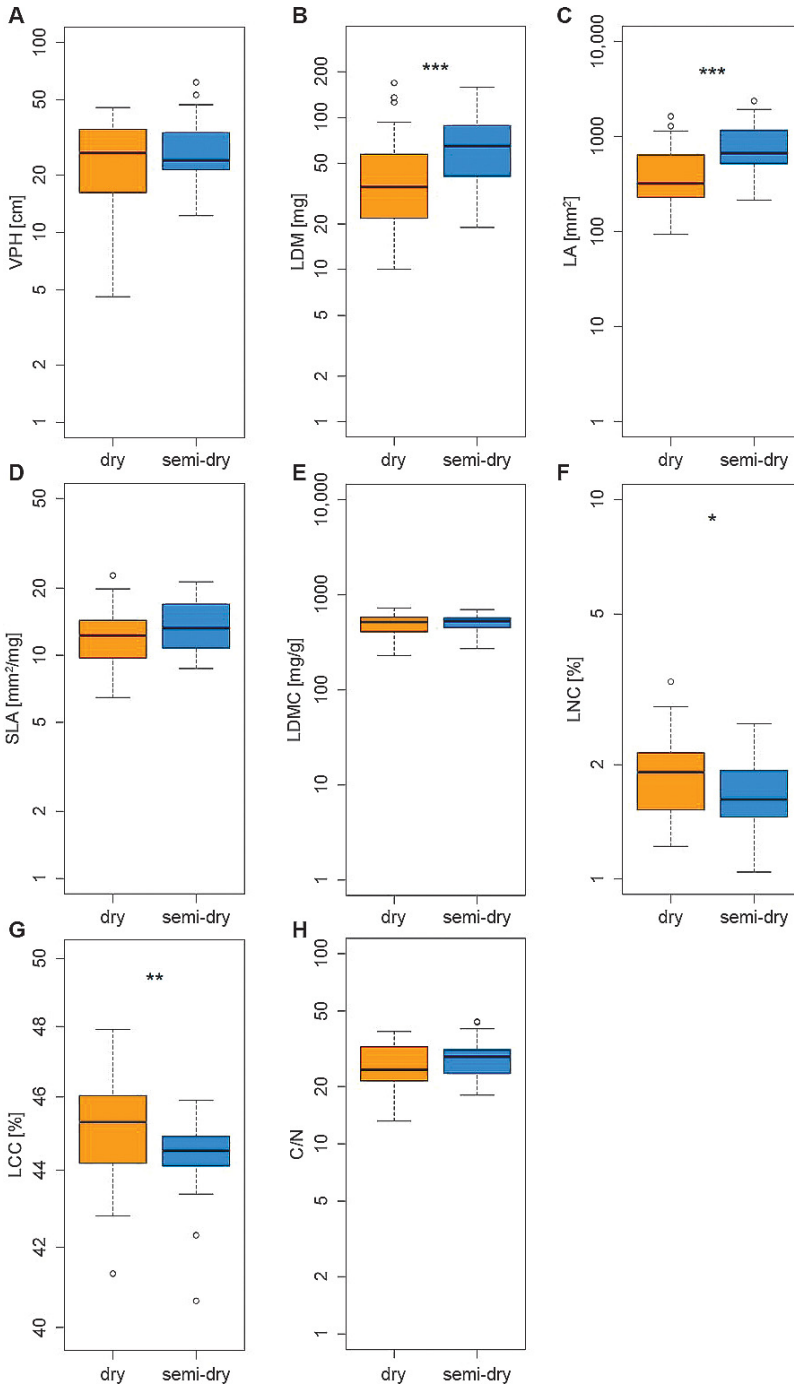 A
VPH [cm]
100
50
20
10
5
2
1
dry semi-dry
B
LDM [mg]
200
100
50
20
10
5
2
1
***
dry semi-dry
C
LA [mm²]
10,000
1000
100
10
1
***
dry semi-dry
D
SLA [mm²/mg]
50
20
10
5
2
1
dry semi-dry
E
LDMC [mg/g]
10,000
1000
100
10
1
dry semi-dry
F
LNC [%]
10
5
2
1
*
dry semi-dry
G
LCC [%]
50
48
46
44
42
40
**
dry semi-dry
H
C/N
100
50
20
10
5
2
1
dry semi-dry